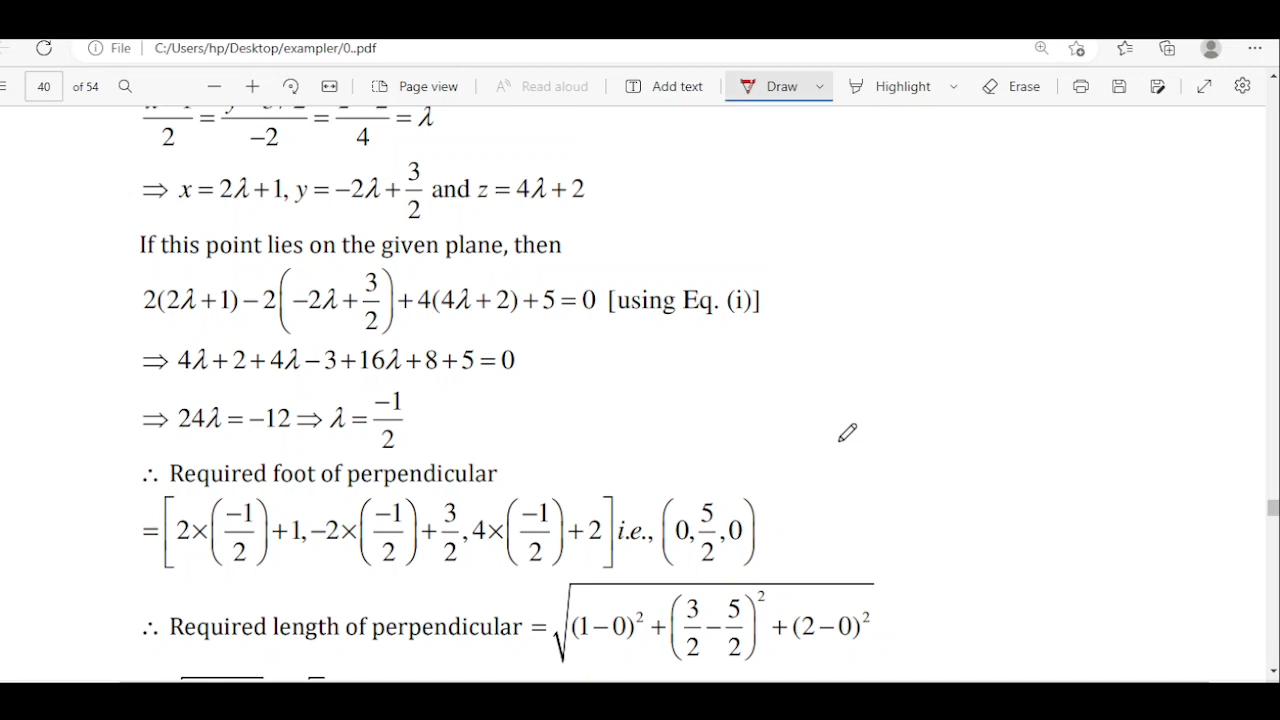 File | C:/Users/hp/Desktop/exampler/0..pdf
40 of 54 Page view Read aloud Add text Draw Highlight Erase
2 = −2 = 4 = λ
⇒ x = 2λ + 1, y = −2λ + 3/2 and z = 4λ + 2
If this point lies on the given plane, then
2(2λ + 1) − 2(−2λ + 3/2) + 4(4λ + 2) + 5 = 0 [using Eq. (i)]
⇒ 4λ + 2 + 4λ − 3 + 16λ + 8 + 5 = 0
⇒ 24λ = −12 ⇒ λ = −1/2
∴ Required foot of perpendicular
= [2×(−1/2) + 1, −2×(−1/2) + 3/2, 4×(−1/2) + 2] i.e., (0, 5/2, 0)
∴ Required length of perpendicular = √((1−0)² + (3/2 − 5/2)² + (2−0)²)